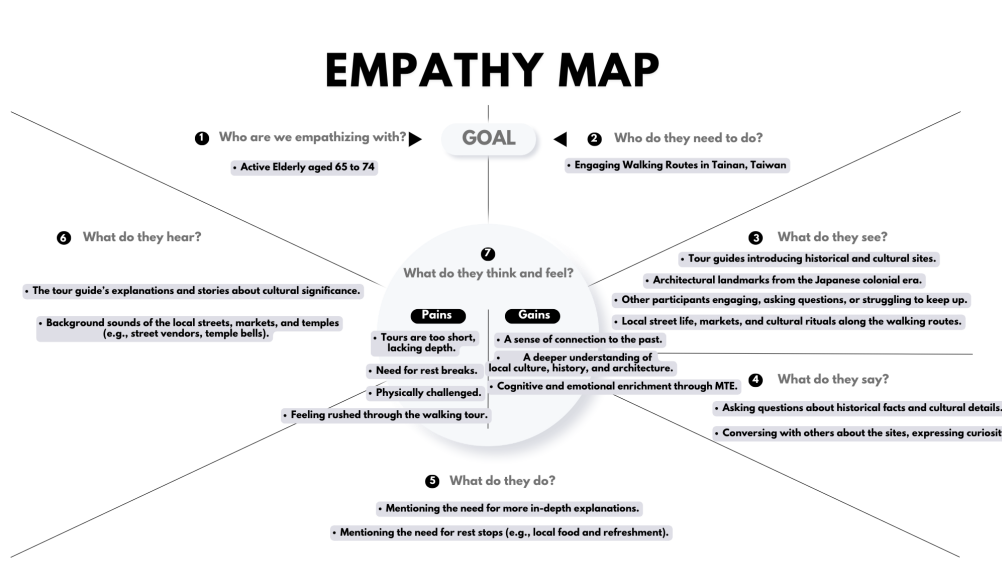 EMPATHY MAP
1 Who are we empathizing with?
• Active Elderly aged 65 to 74
GOAL
2 Who do they need to do?
• Engaging Walking Routes in Tainan, Taiwan
3 What do they see?
• Tour guides introducing historical and cultural sites.
• Architectural landmarks from the Japanese colonial era.
• Other participants engaging, asking questions, or struggling to keep up.
• Local street life, markets, and cultural rituals along the walking routes.
4 What do they say?
• Asking questions about historical facts and cultural details.
• Conversing with others about the sites, expressing curiosit
5 What do they do?
• Mentioning the need for more in-depth explanations.
• Mentioning the need for rest stops (e.g., local food and refreshment).
6 What do they hear?
• The tour guide's explanations and stories about cultural significance.
• Background sounds of the local streets, markets, and temples
(e.g., street vendors, temple bells).
7
What do they think and feel?
Pains
• Tours are too short,
lacking depth.
• Need for rest breaks.
• Physically challenged.
• Feeling rushed through the walking tour.
Gains
• A sense of connection to the past.
• A deeper understanding of
local culture, history, and architecture.
• Cognitive and emotional enrichment through MTE.